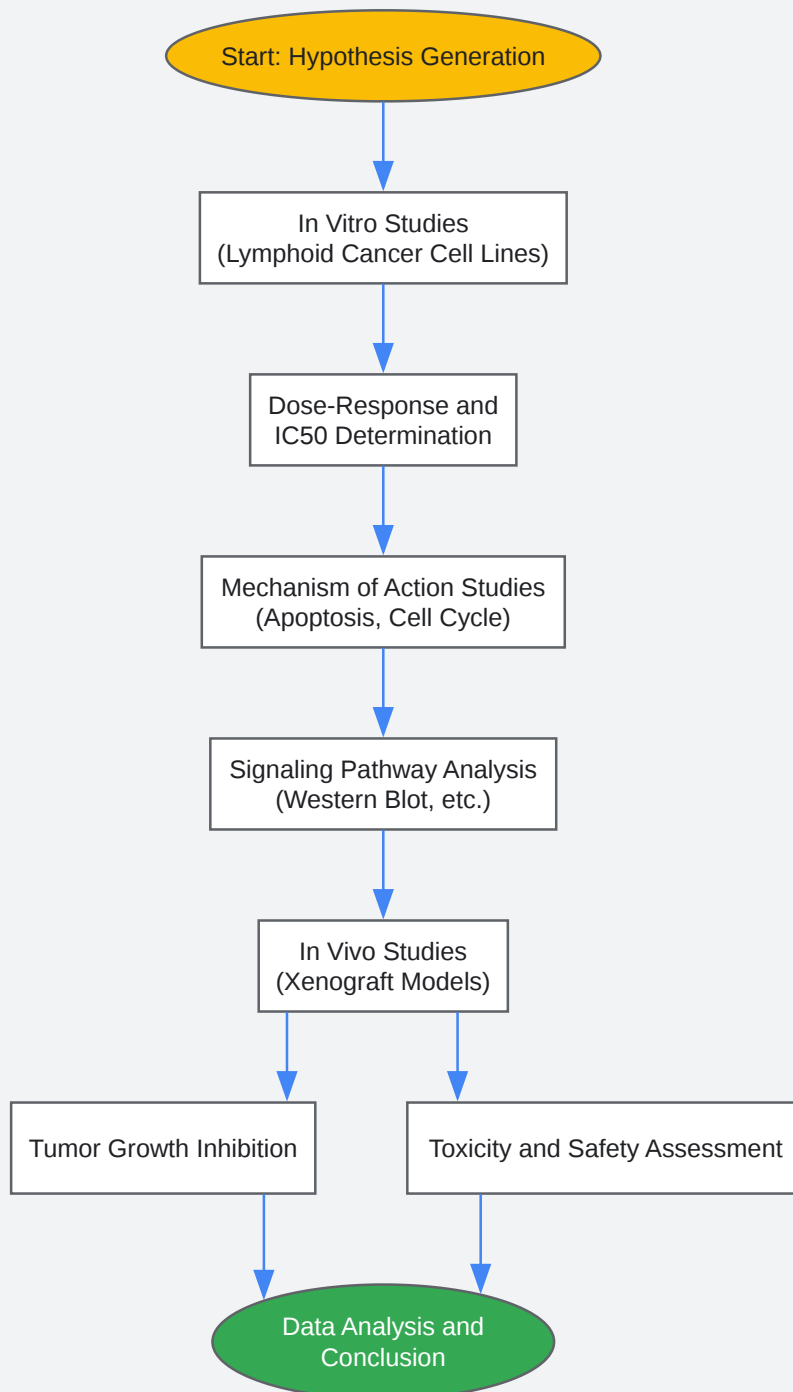 Start: Hypothesis Generation
In Vitro Studies
(Lymphoid Cancer Cell Lines)
Dose-Response and
IC50 Determination
Mechanism of Action Studies
(Apoptosis, Cell Cycle)
Signaling Pathway Analysis
(Western Blot, etc.)
In Vivo Studies
(Xenograft Models)
Tumor Growth Inhibition
Toxicity and Safety Assessment
Data Analysis and
Conclusion